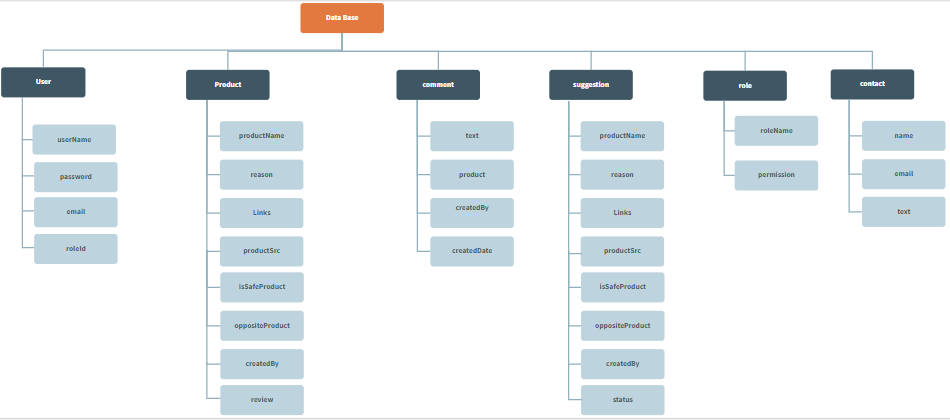 Data Base
User
Product
comment
suggestion
role
contact
userName
password
email
roleId
productName
reason
Links
productSrc
isSafeProduct
oppositeProduct
createdBy
review
text
product
createdBy
createdDate
productName
reason
Links
productSrc
isSafeProduct
oppositeProduct
createdBy
status
roleName
permission
name
email
text